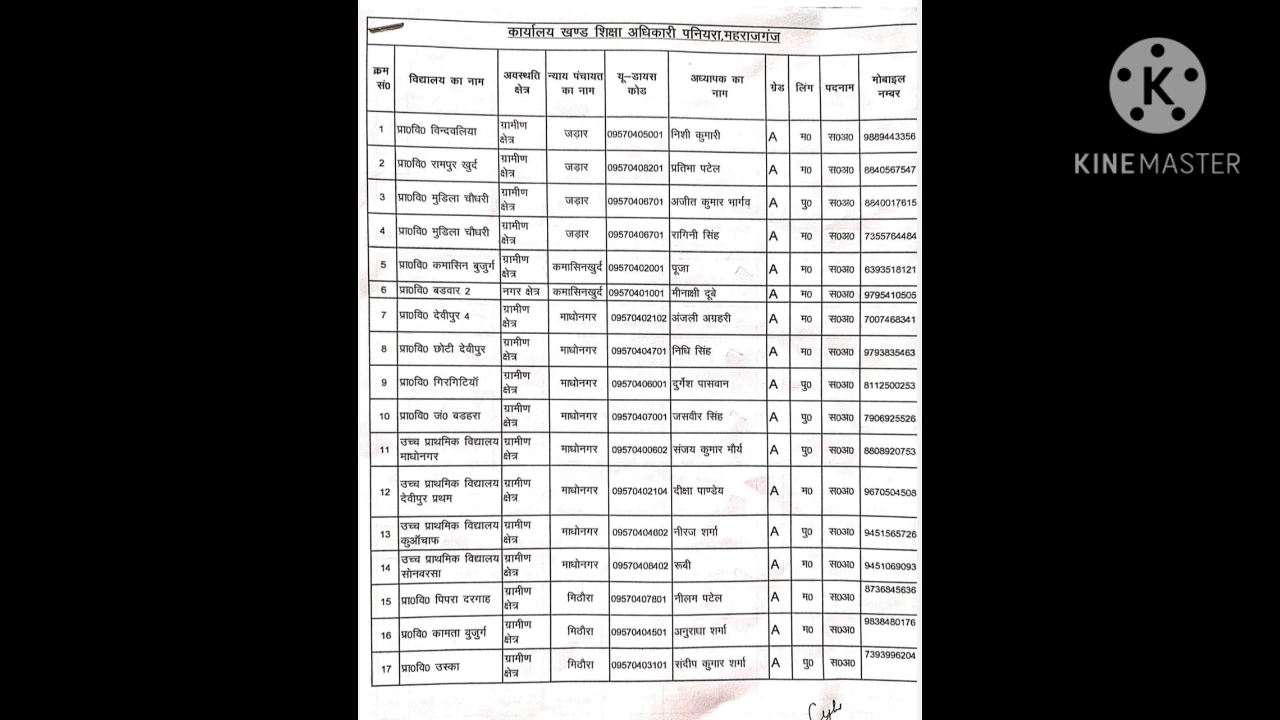 कार्यालय खण्ड शिक्षा अधिकारी पनियरा,महराजगंज
क्रम सं0 विद्यालय का नाम अवस्थति क्षेत्र न्याय पंचायत का नाम यू-डायस कोड अध्यापक का नाम ग्रेड लिंग पदनाम मोबाइल नम्बर
1 प्रा0वि0 विन्दवलिया ग्रामीण क्षेत्र जड़ार 09570405001 निशी कुमारी A म0 स0अ0 9889443356
2 प्रा0वि0 रामपुर खुर्द ग्रामीण क्षेत्र जड़ार 09570408201 प्रतिभा पटेल A म0 स0अ0 8840567547
3 प्रा0वि0 मुडिला चौधरी ग्रामीण क्षेत्र जड़ार 09570406701 अजीत कुमार भार्गव A पु0 स0अ0 8840017615
4 प्रा0वि0 मुडिला चौधरी ग्रामीण क्षेत्र जड़ार 09570406701 रागिनी सिंह A म0 स0अ0 7355764484
5 प्रा0वि0 कमासिन बुजुर्ग ग्रामीण क्षेत्र कमासिनखुर्द 09570402001 पूजा A म0 स0अ0 6393518121
6 प्रा0वि0 बडवार 2 नगर क्षेत्र कमासिनखुर्द 09570401001 मीनाक्षी दूबे A म0 स0अ0 9795410505
7 प्रा0वि0 देवीपुर 4 ग्रामीण क्षेत्र माधोनगर 09570402102 अंजली अग्रहरी A म0 स0अ0 7007468341
8 प्रा0वि0 छोटी देवीपुर ग्रामीण क्षेत्र माधोनगर 09570404701 निधि सिंह A म0 स0अ0 9793835463
9 प्रा0वि0 गिरगिटियॉ ग्रामीण क्षेत्र माधोनगर 09570406001 दुर्गेश पासवान A पु0 स0अ0 8112500253
10 प्रा0वि0 जं0 बडहरा ग्रामीण क्षेत्र माधोनगर 09570407001 जसवीर सिंह A पु0 स0अ0 7906925526
11 उच्च प्राथमिक विद्यालय माधोनगर ग्रामीण क्षेत्र माधोनगर 09570400602 संजय कुमार मौर्य A पु0 स0अ0 8808920753
12 उच्च प्राथमिक विद्यालय देवीपुर प्रथम ग्रामीण क्षेत्र माधोनगर 09570402104 दीक्षा पाण्डेय A म0 स0अ0 9670504508
13 उच्च प्राथमिक विद्यालय कुऑचाफ ग्रामीण क्षेत्र माधोनगर 09570404602 नीरज शर्मा A पु0 स0अ0 9451565726
14 उच्च प्राथमिक विद्यालय सोनबरसा ग्रामीण क्षेत्र माधोनगर 09570408402 रूबी A म0 स0अ0 9451069093
15 प्रा0वि0 पिपरा दरगाह ग्रामीण क्षेत्र मिठौरा 09570407801 नीलम पटेल A म0 स0अ0 8736845636
16 प्र0वि0 कामता बुजुर्ग ग्रामीण क्षेत्र मिठौरा 09570404501 अनुराधा शर्मा A म0 स0अ0 9838480176
17 प्रा0वि0 उस्का ग्रामीण क्षेत्र मिठौरा 09570403101 संदीप कुमार शर्मा A पु0 स0अ0 7393996204
K
KINEMASTER